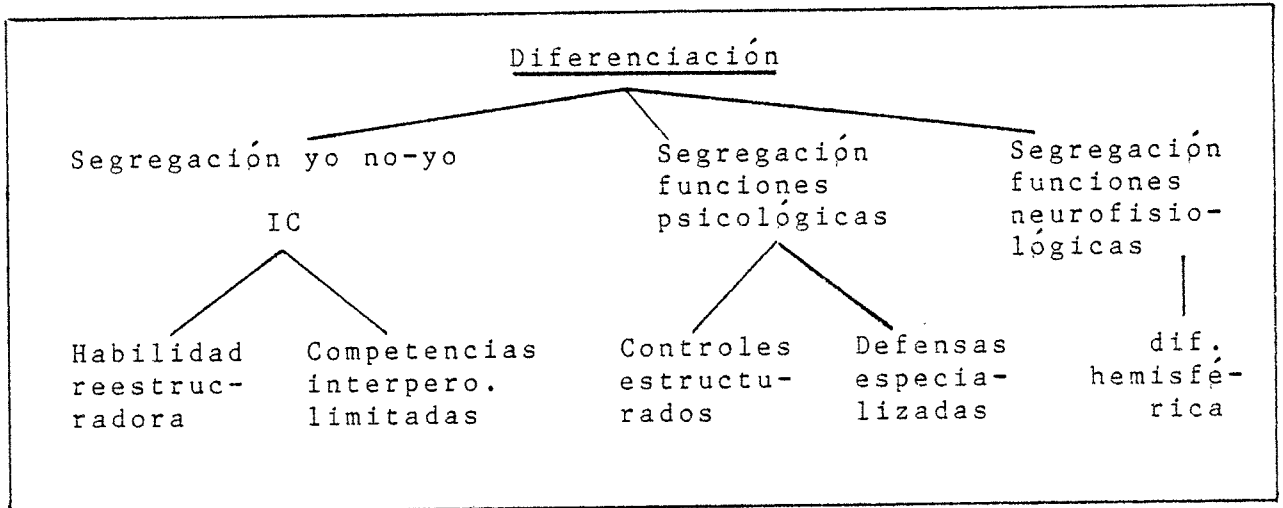 Diferenciación
Segregación yo no-yo
IC
Segregación
funciones
psicológicas
Segregación
funciones
neurofisio-
lógicas
Habilidad
reestruc-
radora
Competencias
interpero.
limitadas
Controles
estructu-
rados
Defensas
especia-
lizadas
dif.
hemisfé-
rica